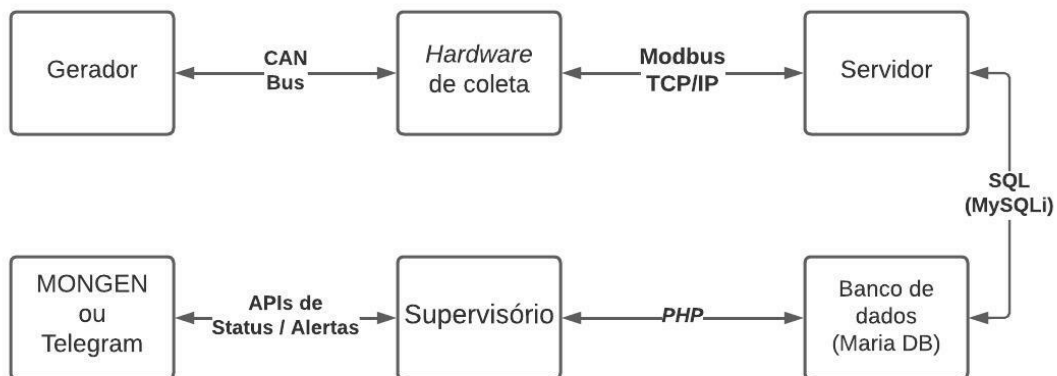 Gerador
CAN
Bus
Hardware
de coleta
Modbus
TCP/IP
Servidor
SQL
(MySQLi)
MONGEN
ou
Telegram
APIs de
Status / Alertas
Supervisório
PHP
Banco de
dados
(Maria DB)